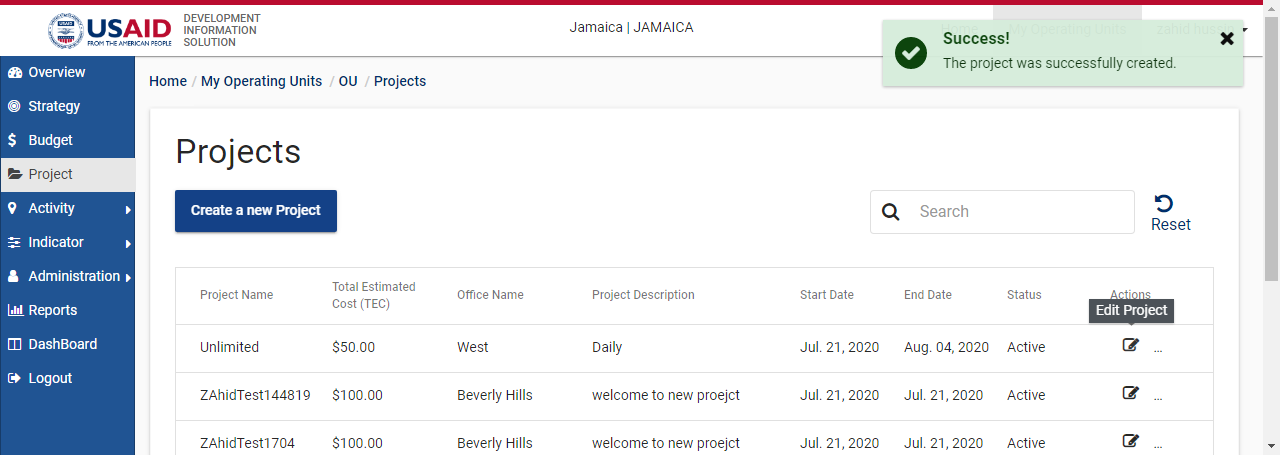 USAID
FROM THE AMERICAN PEOPLE
DEVELOPMENT
INFORMATION
SOLUTION
Jamaica | JAMAICA
Success!
The project was successfully created.
Overview
Strategy
Budget
Project
Activity
Indicator
Administration
Reports
DashBoard
Logout
Home / My Operating Units / OU / Projects
Projects
Create a new Project
Search
Reset
Project Name Total Estimated Cost (TEC) Office Name Project Description Start Date End Date Status Actions
Edit Project
Unlimited $50.00 West Daily Jul. 21, 2020 Aug. 04, 2020 Active ...
ZAhidTest144819 $100.00 Beverly Hills welcome to new proejct Jul. 21, 2020 Jul. 21, 2020 Active ...
ZAhidTest1704 $100.00 Beverly Hills welcome to new proejct Jul. 21, 2020 Jul. 21, 2020 Active ...